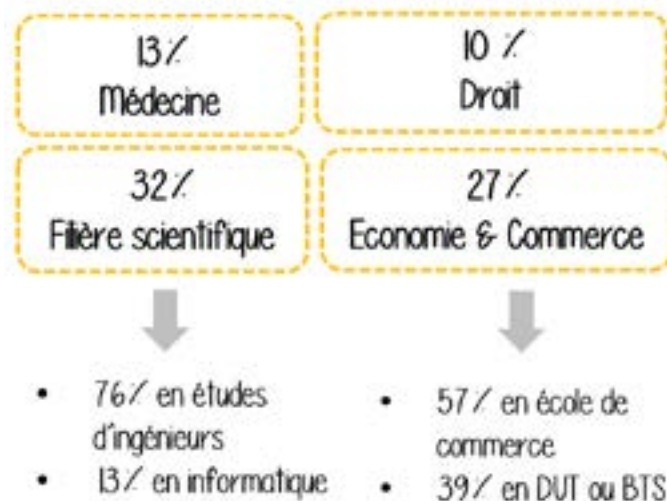 13%
Médecine
10 %
Droit
32%
Filière scientifique
27%
Economie & Commerce
• 76% en études
d'ingénieurs
• 13% en informatique
• 57% en école de
commerce
• 39% en DUT ou BTS